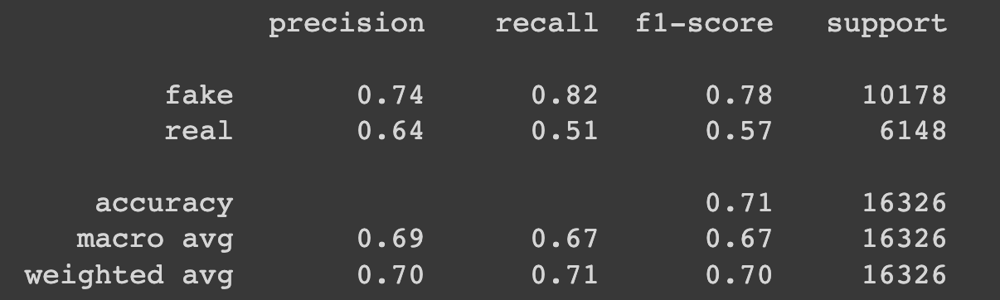 precision recall f1-score support
fake 0.74 0.82 0.78 10178
real 0.64 0.51 0.57 6148
accuracy 0.71 16326
macro avg 0.69 0.67 0.67 16326
weighted avg 0.70 0.71 0.70 16326